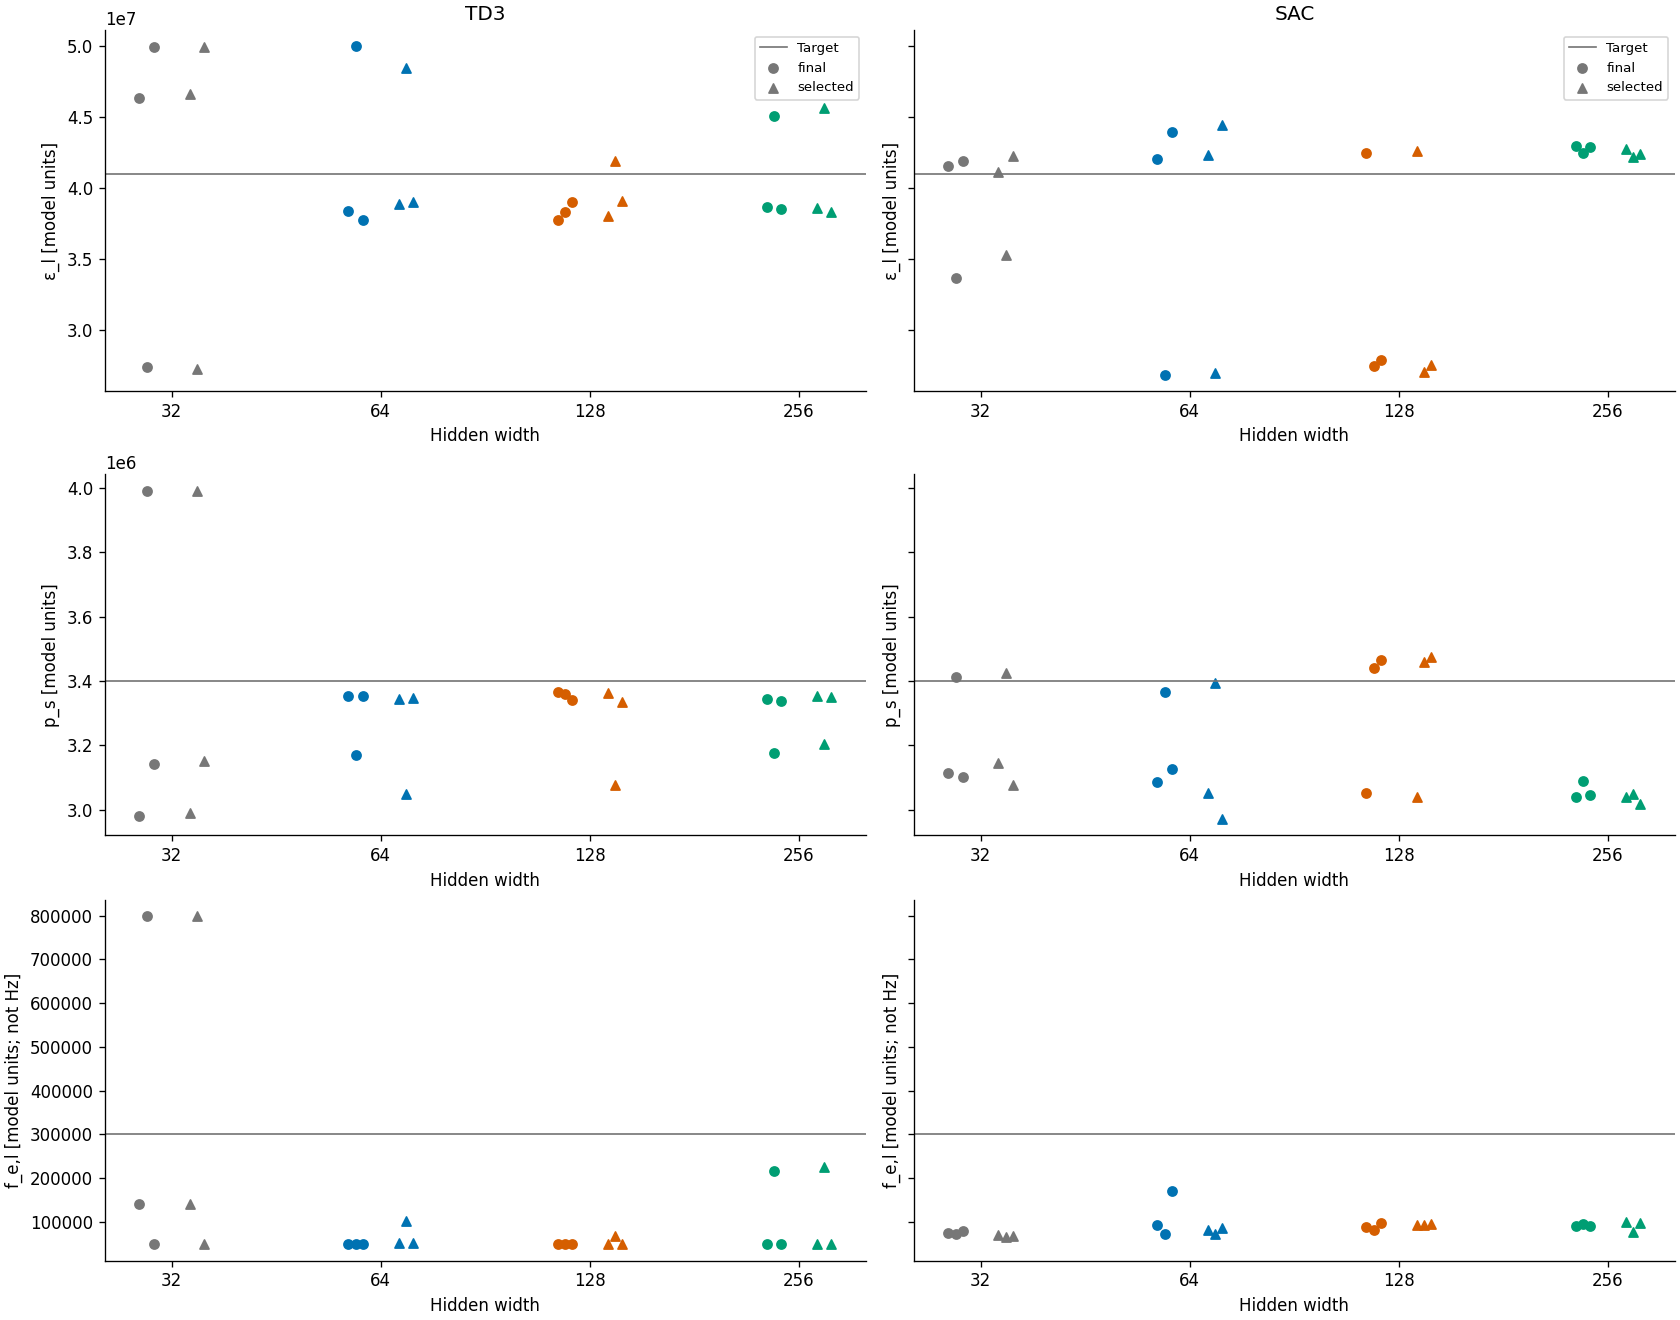 TD3
SAC
1e7
5.0
4.5
4.0
3.5
3.0
ε_l [model units]
Target
final
selected
32 64 128 256
Hidden width
ε_l [model units]
Target
final
selected
32 64 128 256
Hidden width
1e6
4.0
3.8
3.6
3.4
3.2
3.0
p_s [model units]
32 64 128 256
Hidden width
p_s [model units]
32 64 128 256
Hidden width
800000
700000
600000
500000
400000
300000
200000
100000
f_e,l [model units; not Hz]
32 64 128 256
Hidden width
f_e,l [model units; not Hz]
32 64 128 256
Hidden width